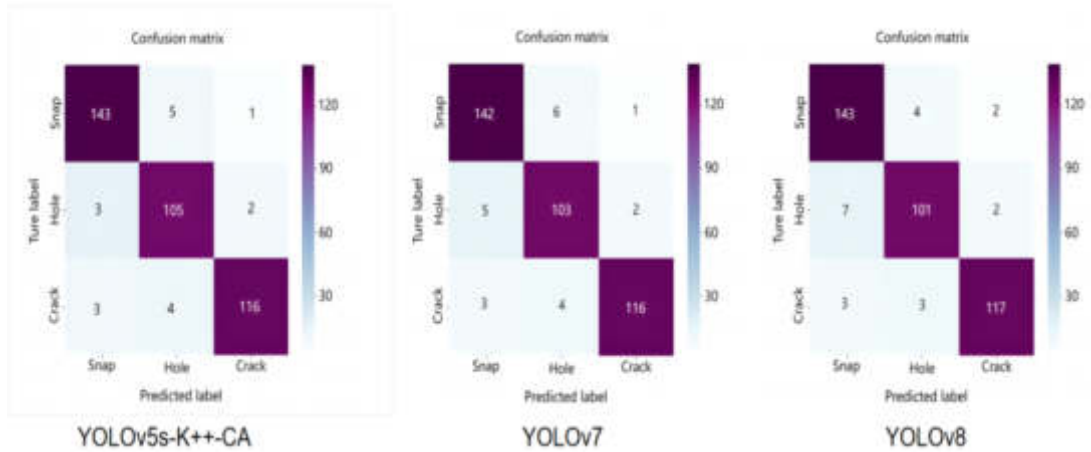 Confusion matrix
Ture label
Snap
Hole
Crack
143 5 1
3 105 2
3 4 116
120
90
60
30
Snap Hole Crack
Predicted label
YOLOv5s-K++-CA
Confusion matrix
Ture label
Snap
Hole
Crack
142 6 1
5 103 2
3 4 116
120
90
60
30
Snap Hole Crack
Predicted label
YOLOv7
Confusion matrix
Ture label
Snap
Hole
Crack
143 4 2
7 101 2
3 3 117
120
90
60
30
Snap Hole Crack
Predicted label
YOLOv8